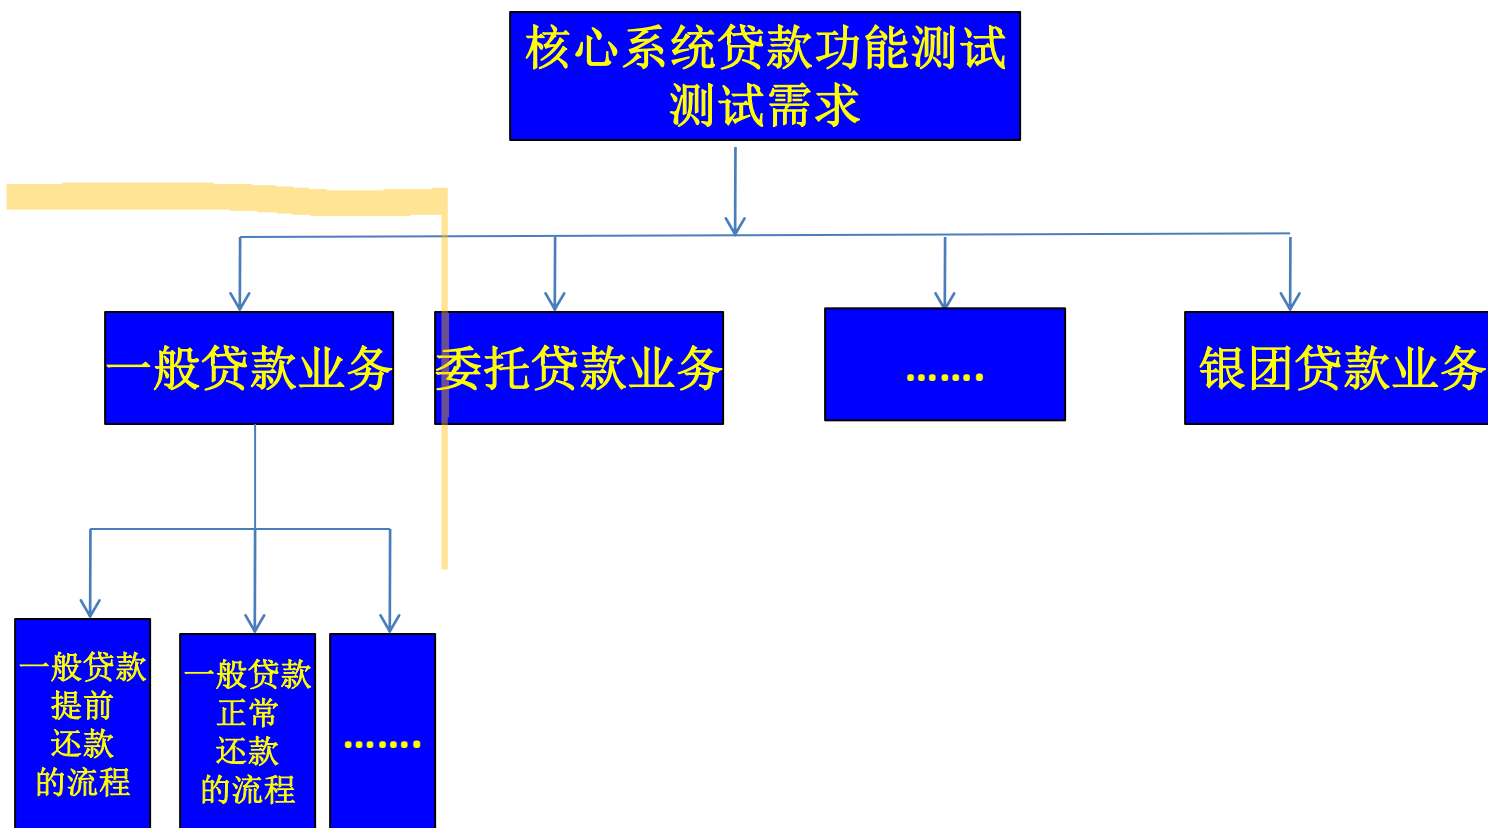 核心系统贷款功能测试
测试需求
一般贷款业务
委托贷款业务
……
银团贷款业务
一般贷款
提前
还款
的流程
一般贷款
正常
还款
的流程
……